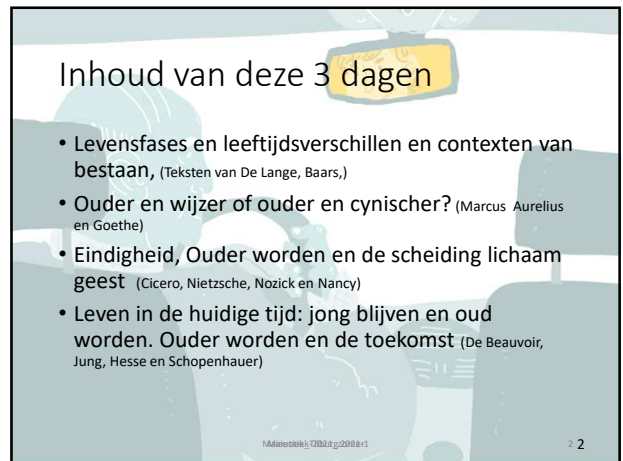 Inhoud van deze 3 dagen
• Levensfases en leeftijdsverschillen en contexten van
bestaan, (Teksten van De Lange, Baars,)
• Ouder en wijzer of ouder en cynischer? (Marcus Aurelius
en Goethe)
• Eindigheid, Ouder worden en de scheiding lichaam
geest (Cicero, Nietzsche, Nozick en Nancy)
• Leven in de huidige tijd: jong blijven en oud
worden. Ouder worden en de toekomst (De Beauvoir,
Jung, Hesse en Schopenhauer)
2 2